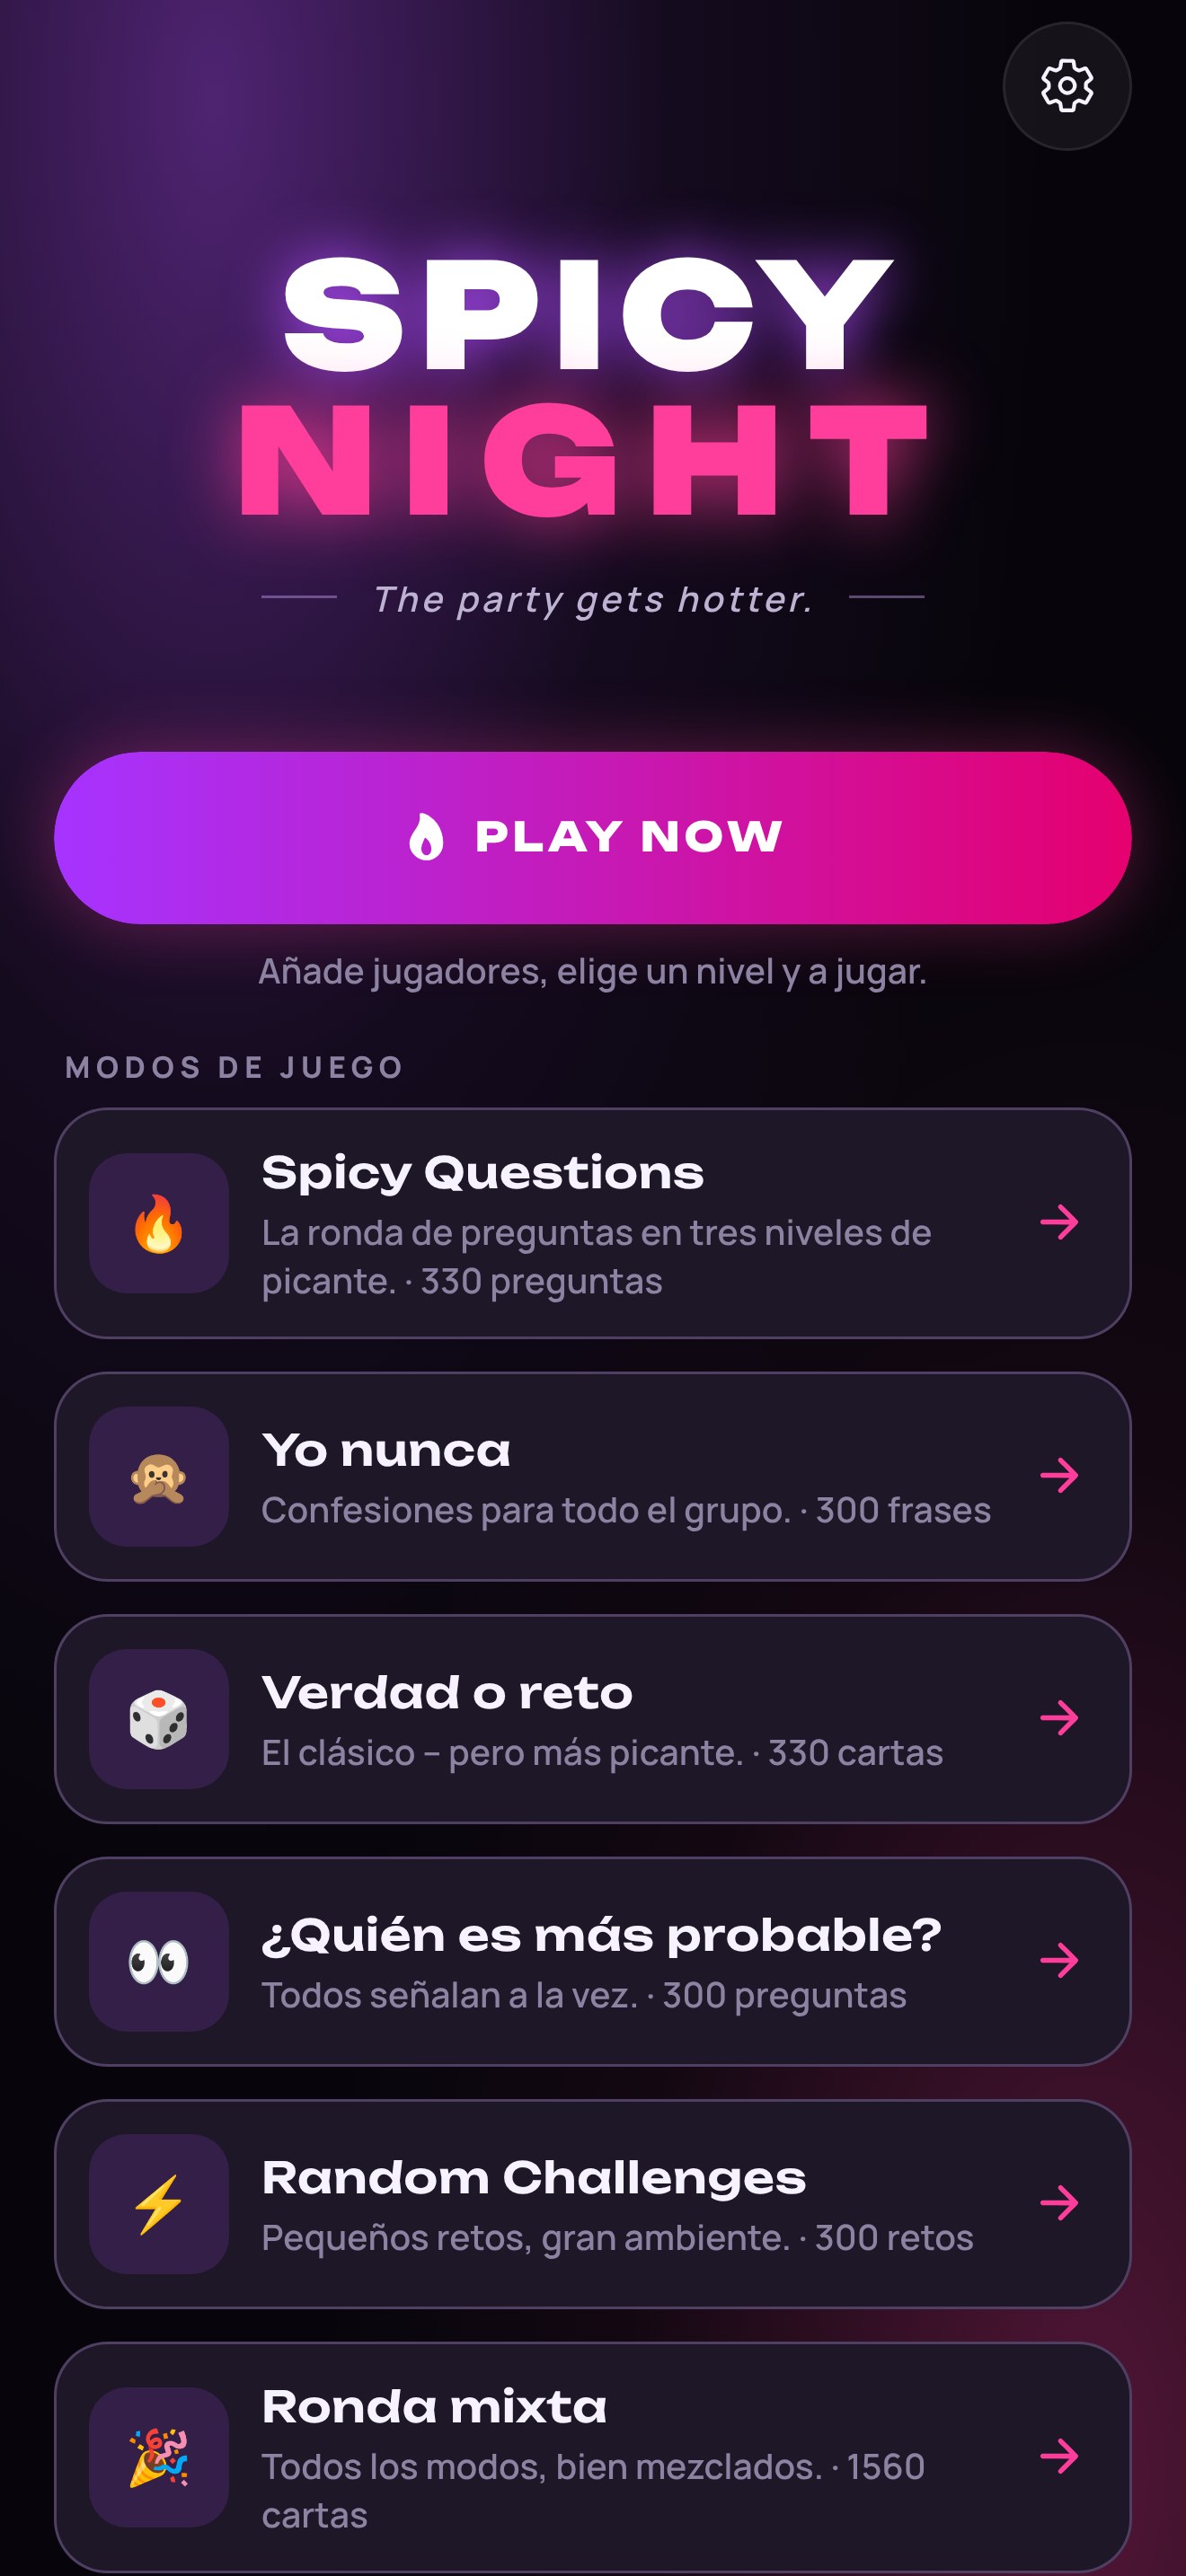 SPICY
NIGHT
The party gets hotter.
PLAY NOW
Añade jugadores, elige un nivel y a jugar.
MODOS DE JUEGO
Spicy Questions
La ronda de preguntas en tres niveles de
picante. · 330 preguntas
Yo nunca
Confesiones para todo el grupo. · 300 frases
Verdad o reto
El clásico – pero más picante. · 330 cartas
¿Quién es más probable?
Todos señalan a la vez. · 300 preguntas
Random Challenges
Pequeños retos, gran ambiente. · 300 retos
Ronda mixta
Todos los modos, bien mezclados. · 1560
cartas